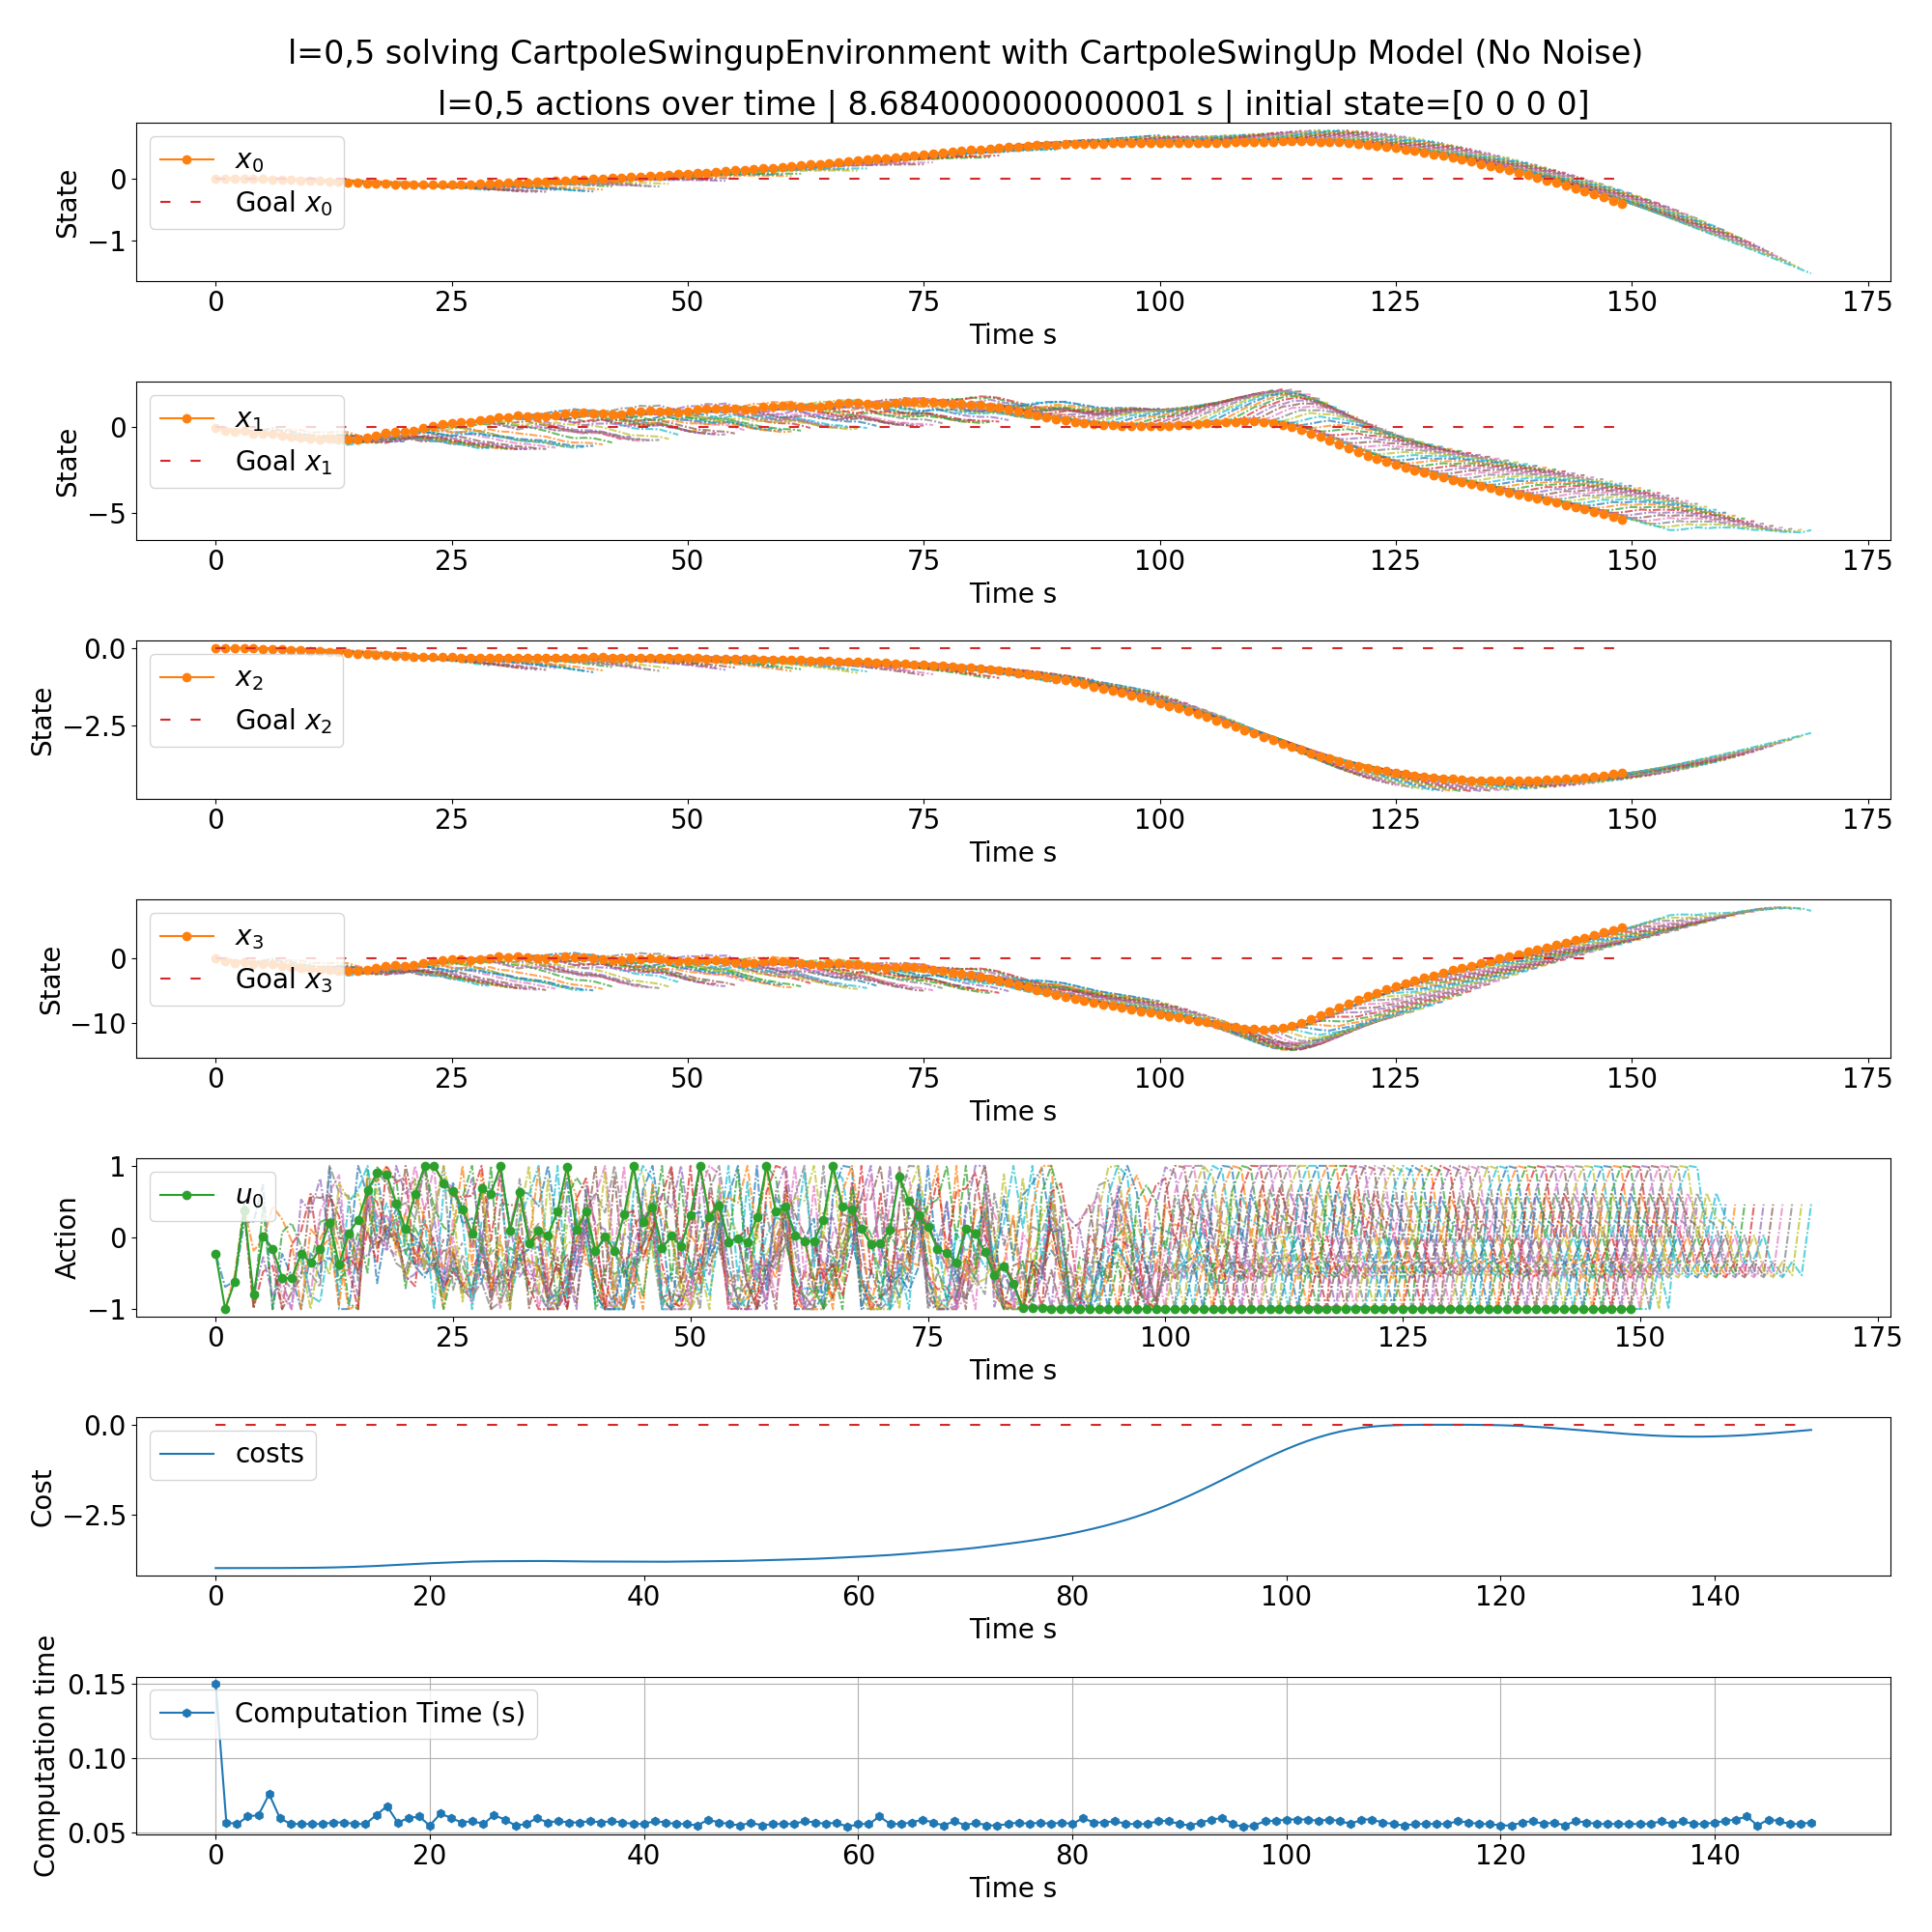 l=0,5 solving CartpoleSwingupEnvironment with CartpoleSwingUp Model (No Noise)
l=0,5 actions over time | 8.684000000000001 s | initial state=[0 0 0 0]
State
0
−1
x0
Goal x0
0 25 50 75 100 125 150 175
Time s
State
0
−5
x1
Goal x1
0 25 50 75 100 125 150 175
Time s
State
0.0
−2.5
x2
Goal x2
0 25 50 75 100 125 150 175
Time s
State
0
−10
x3
Goal x3
0 25 50 75 100 125 150 175
Time s
Action
1
0
−1
u0
0 25 50 75 100 125 150 175
Time s
Cost
0.0
−2.5
costs
0 20 40 60 80 100 120 140
Time s
Computation time
0.15
0.10
0.05
Computation Time (s)
0 20 40 60 80 100 120 140
Time s